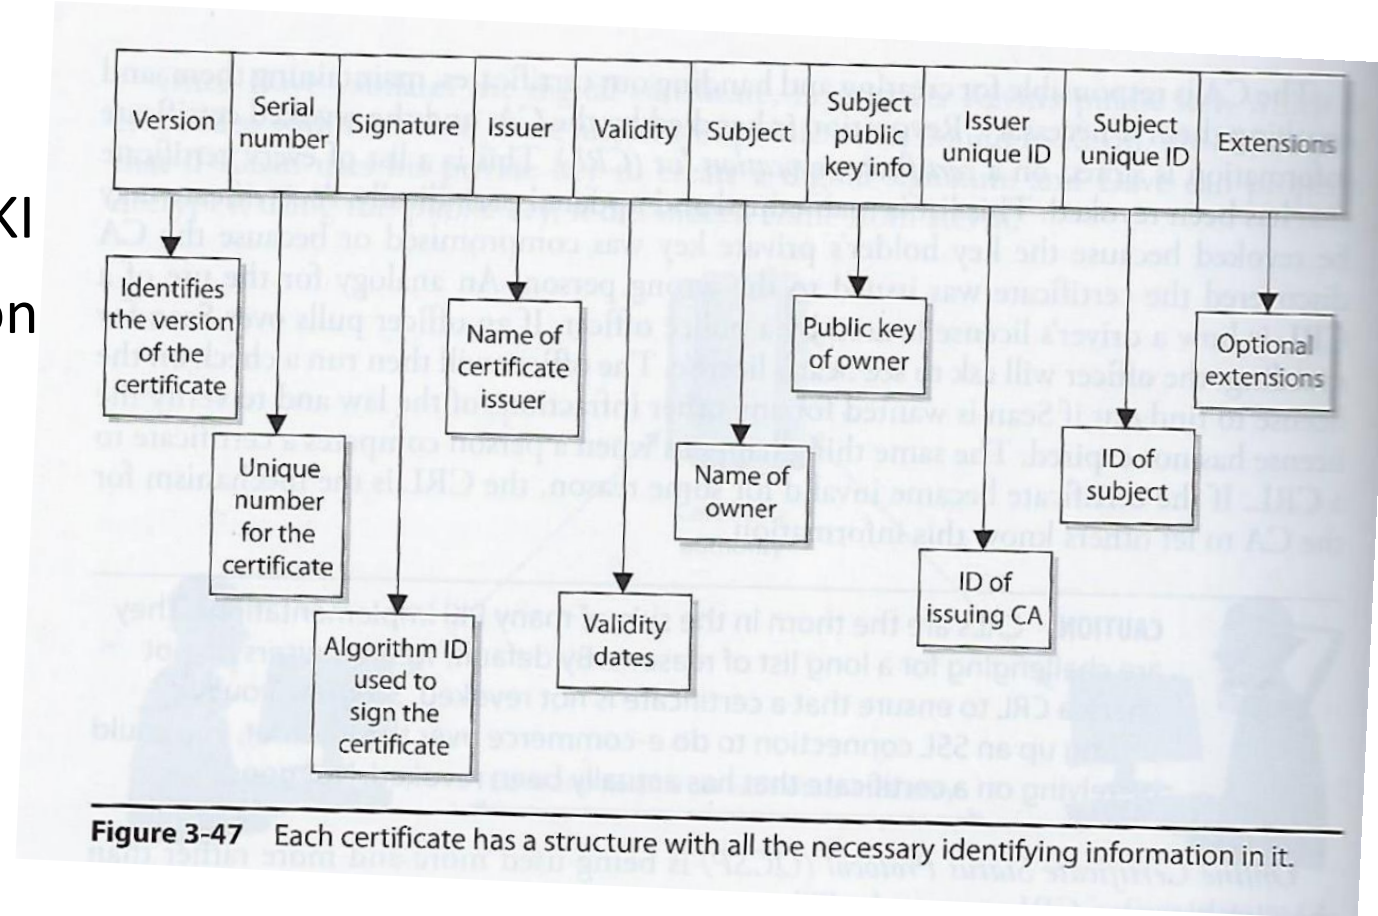 KI
on
Version
Serial
number
Signature
Issuer
Validity
Subject
Subject
public
key info
Issuer
unique ID
Subject
unique ID
Extensions
Identifies
the version
of the
certificate
Unique
number
for the
certificate
Algorithm ID
used to
sign the
certificate
Name of
certificate
issuer
Validity
dates
Name of
owner
Public key
of owner
ID of
issuing CA
ID of
subject
Optional
extensions
Figure 3-47 Each certificate has a structure with all the necessary identifying information in it.